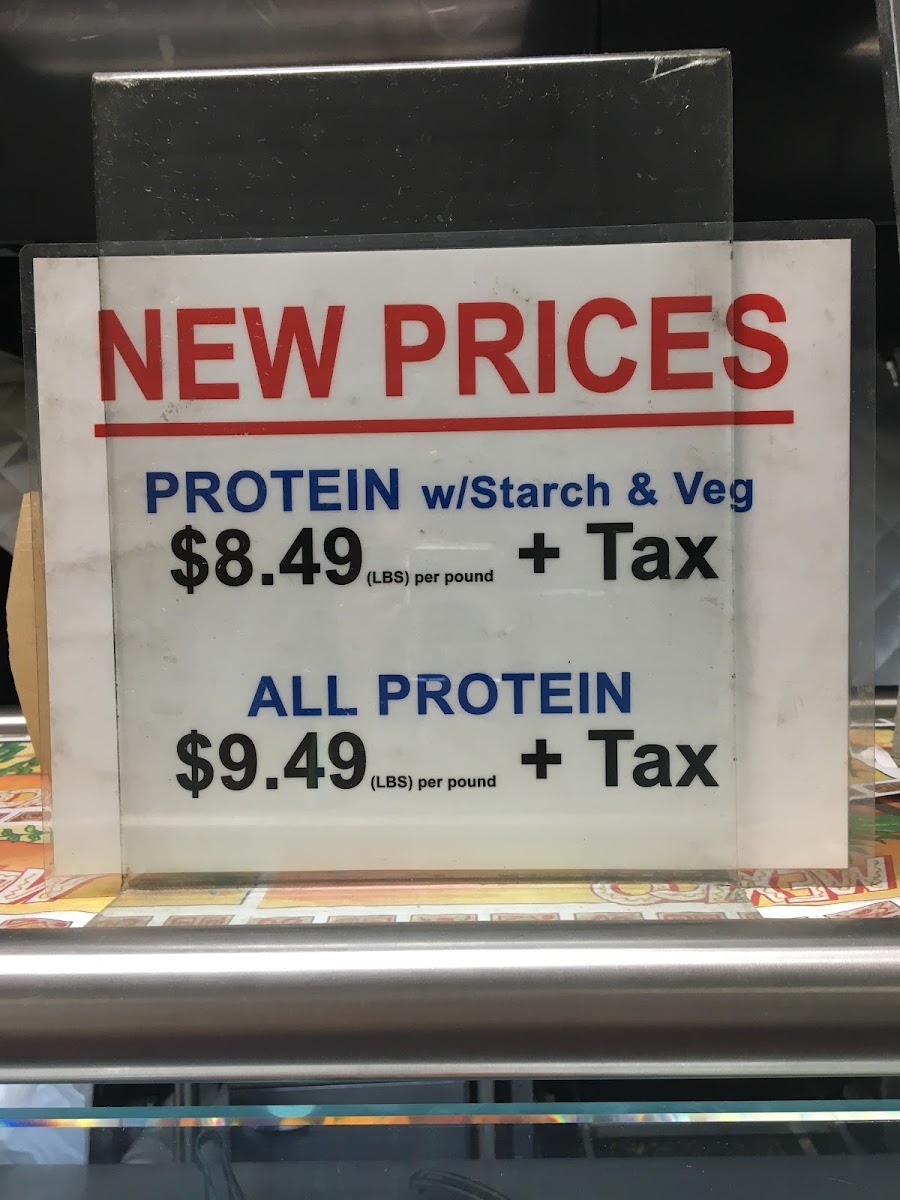 NEW PRICES
PROTEIN w/Starch & Veg
$8.49 (LBS) per pound + Tax
ALL PROTEIN
$9.49 (LBS) per pound + Tax